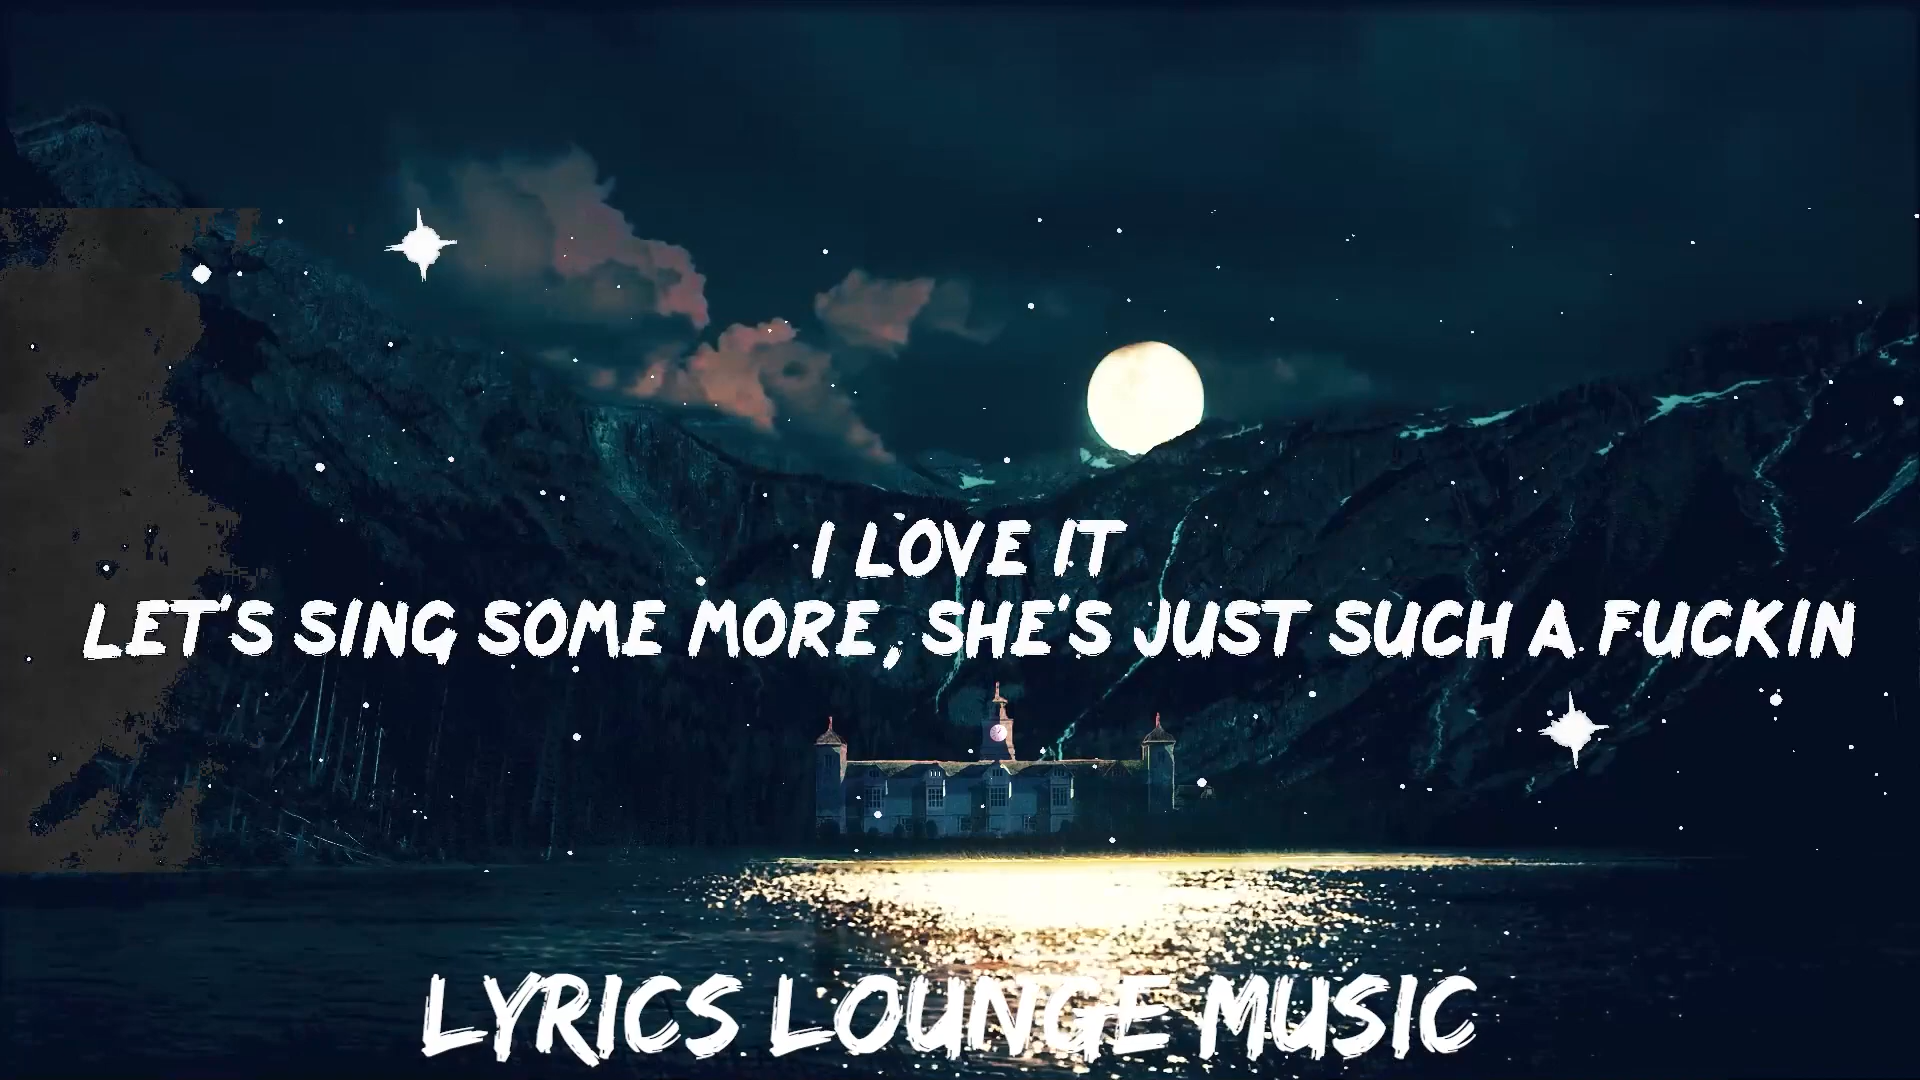 I LOVE IT
LET'S SING SOME MORE, SHE'S JUST SUCH A FUCKIN
LYRICS LOUNGE MUSIC